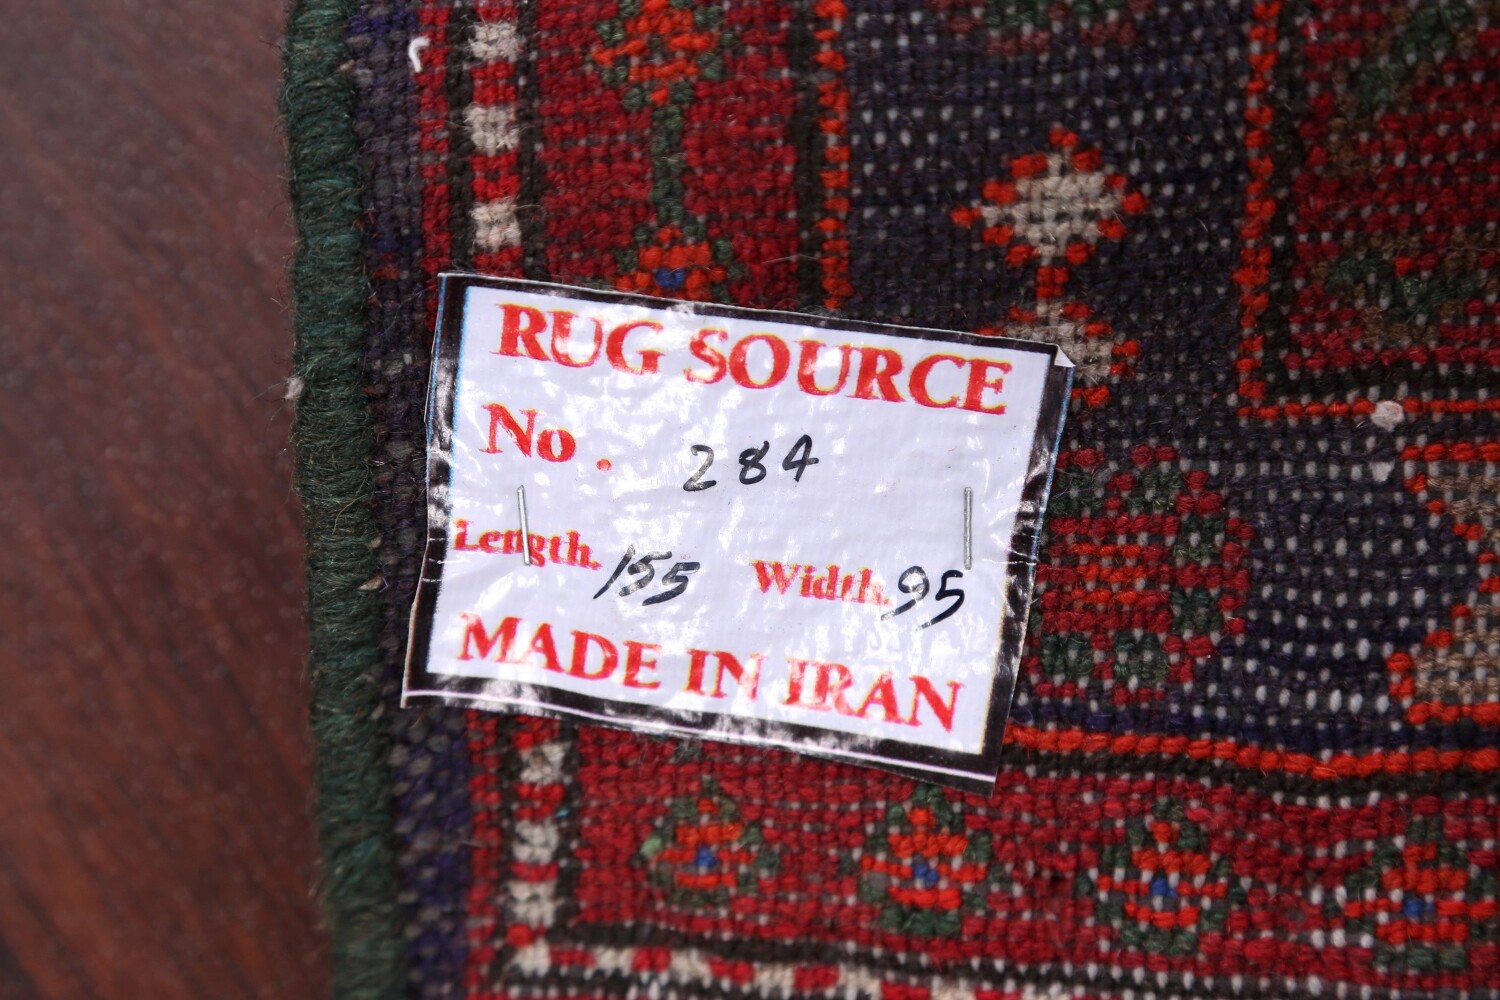 RUG SOURCE
No. 284
Length. 155 Width. 95
MADE IN IRAN